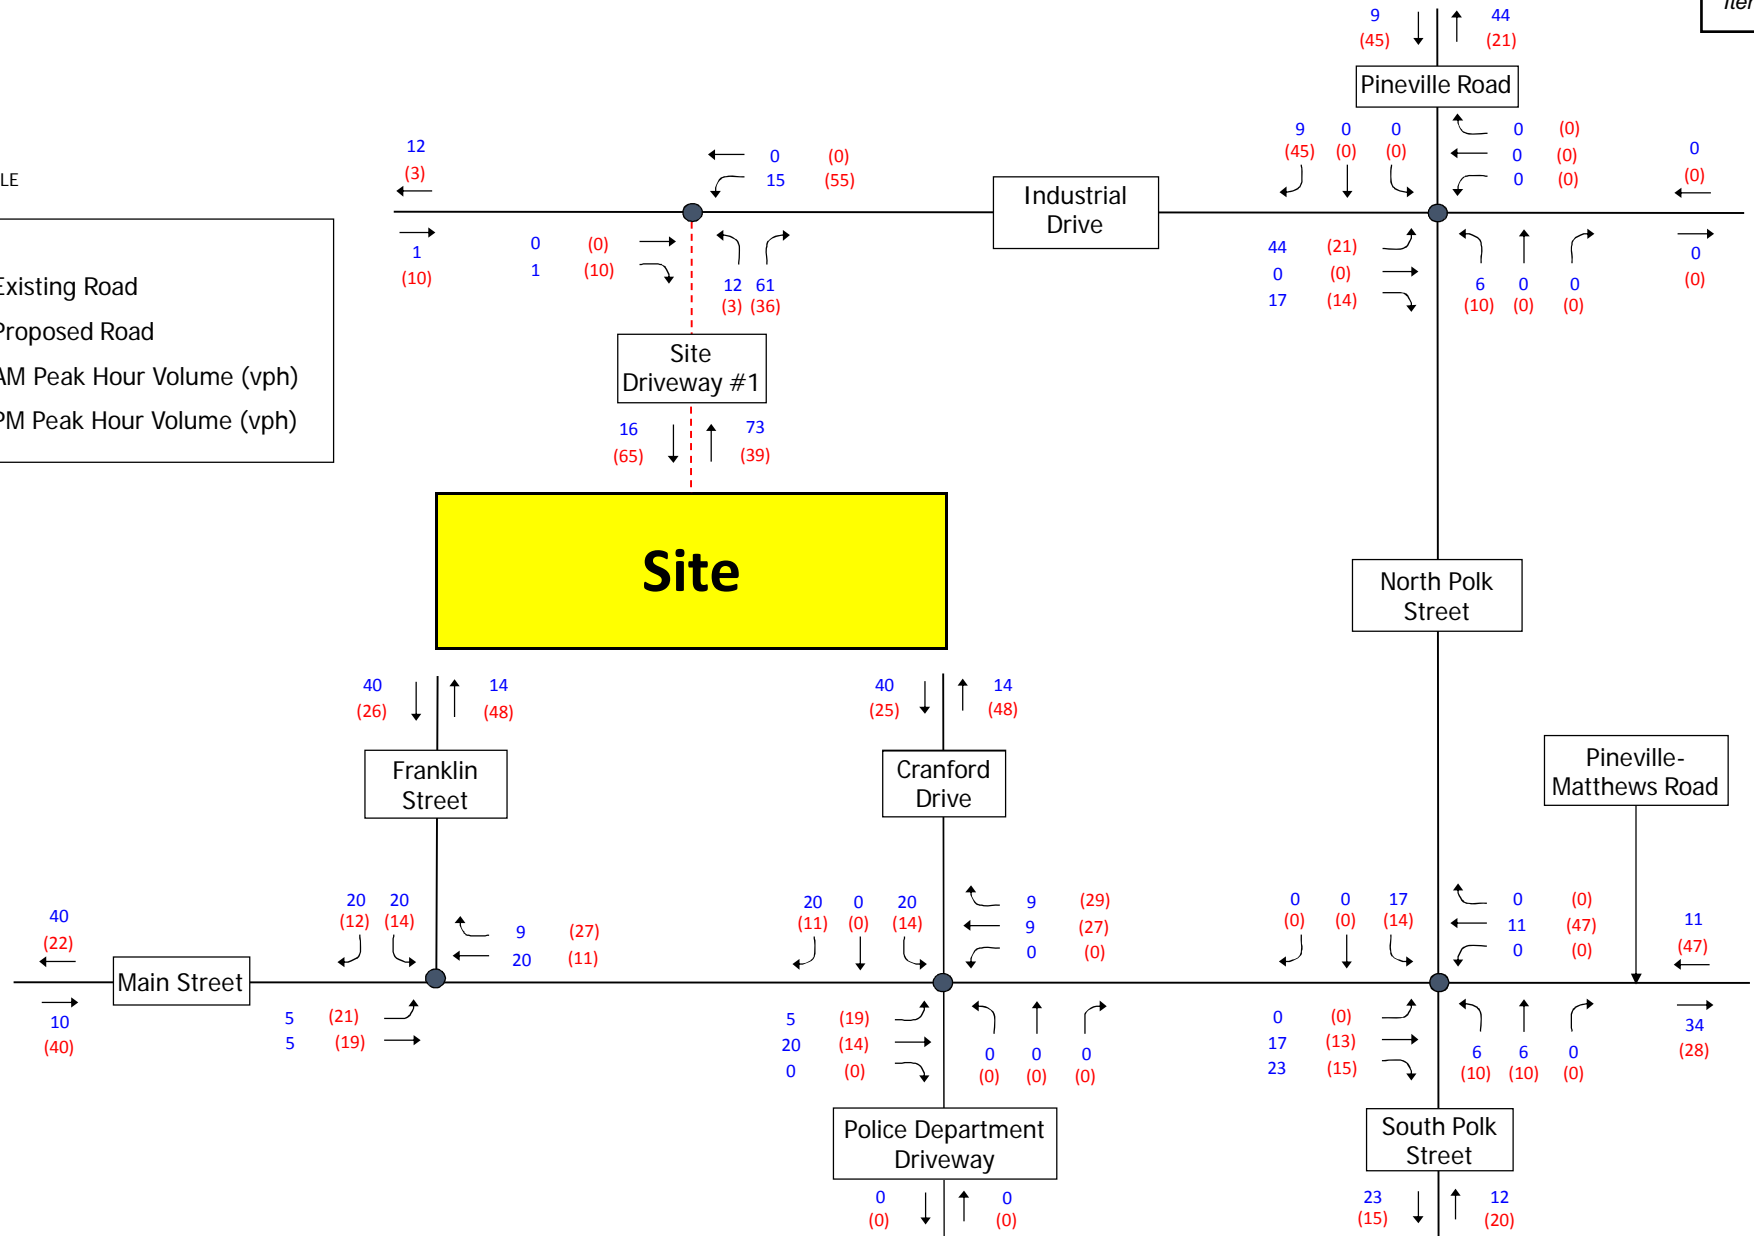 Item
9
44
(45)
(21)
Pineville Road
9 0 0
(45) (0) (0)
0 (0)
0 (0)
0 (0)
0
(0)
12
(3)
LE
0 (0)
15 (55)
Industrial
Drive
1
(10)
0 (0)
1 (10)
12 61
(3) (36)
44 (21)
0 (0)
17 (14)
6 0 0
(10) (0) (0)
0
(0)
Existing Road
Proposed Road
AM Peak Hour Volume (vph)
PM Peak Hour Volume (vph)
Site
Driveway #1
16 73
(65) (39)
Site
North Polk
Street
40 14
(26) (48)
40 14
(25) (48)
Franklin
Street
Cranford
Drive
Pineville-
Matthews Road
40
(22)
20 20
(12) (14)
9 (27)
20 (11)
20 0 20
(11) (0) (14)
9 (29)
9 (27)
0 (0)
0 0 17
(0) (0) (14)
0 (0)
11 (47)
0 (0)
11
(47)
Main Street
10
(40)
5 (21)
5 (19)
5 (19)
20 (14)
0 (0)
0 0 0
(0) (0) (0)
0 (0)
17 (13)
23 (15)
6 6 0
(10) (10) (0)
34
(28)
Police Department
Driveway
South Polk
Street
0 0
(0) (0)
23 12
(15) (20)